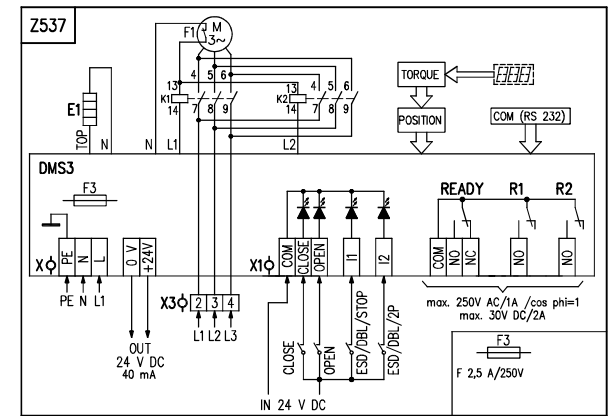 Z537
F1
M
3~
4 5 6
13
K1
14
7 8 9
4 5 6
13
K2
14
7 8 9
E1
TOP
N
N
L1
L2
TORQUE
POSITION
COM (RS 232)
DMS3
F3
X
PE
N
L
0 V
+24V
PE N L1
OUT
24 V DC
40 mA
X3
2 3 4
L1 L2 L3
X1
COM
CLOSE
OPEN
I1
I2
CLOSE
OPEN
ESD/DBL/STOP
ESD/DBL/2P
IN 24 V DC
READY R1 R2
COM
NO
NC
NO
NO
max. 250V AC/1A /cos phi=1
max. 30V DC/2A
F3
F 2,5 A/250V